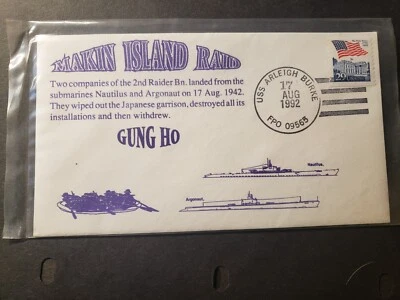 MAKIN ISLAND RAID
Two companies of the 2nd Raider Bn. landed from the
submarines Nautilus and Argonaut on 17 Aug. 1942.
They wiped out the Japanese garrison, destroyed all its
installations and then withdrew.
GUNG HO
USS ARLEIGH BURKE
17
AUG
1992
FPO 09565
29
Nautilus.
Argonaut.